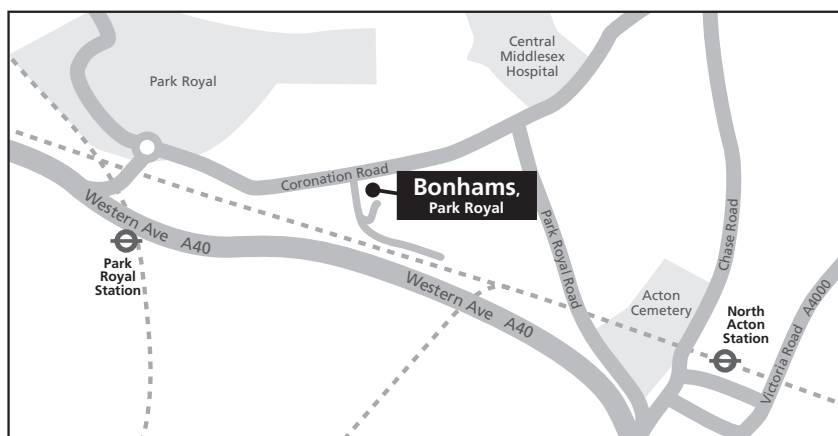 Central
Middlesex
Hospital
Park Royal
Coronation Road
Bonhams,
Park Royal
Western Ave A40
Park
Royal
Station
Park Royal Road
Chase Road
Western Ave A40
Acton
Cemetery
North
Acton
Station
Victoria Road A4000